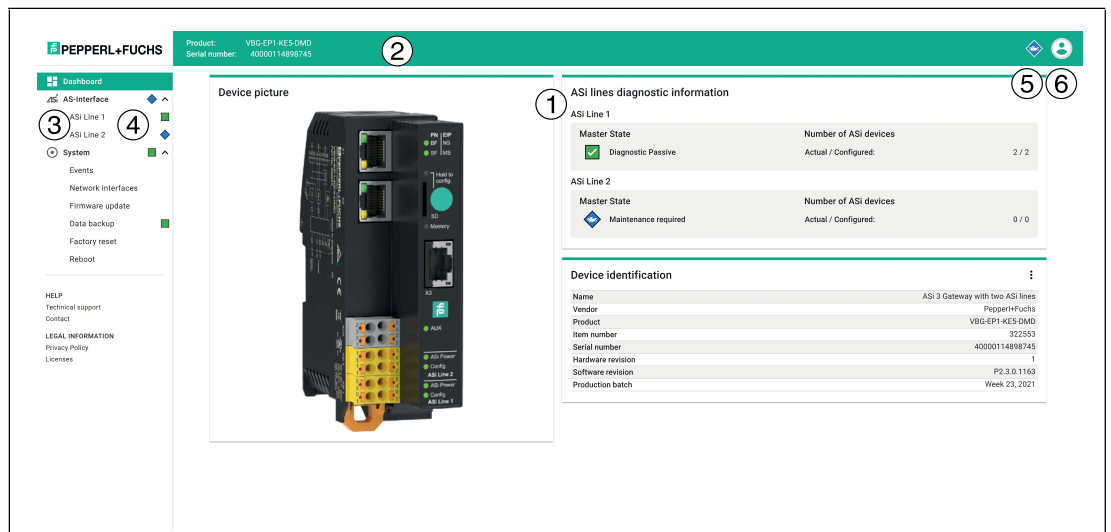 PEPPERL+FUCHS
Product: VBG-EP1-KE5-DMD
Serial number: 40000114898745
2
5
6
Dashboard
AS-Interface
ASi Line 1
3
4
ASi Line 2
System
Events
Network interfaces
Firmware update
Data backup
Factory reset
Reboot
HELP
Technical support
Contact
LEGAL INFORMATION
Privacy Policy
Licenses
Device picture
PEPPERL+FUCHS
PN EIP
BF NS
SF MS
Hold to
config.
SD
Memory
X3
AUX
ASi Power
Config
ASi Line 2
ASi Power
Config
ASi Line 1
1
ASi lines diagnostic information
ASi Line 1
Master State Number of ASi devices
Diagnostic Passive Actual / Configured: 2 / 2
ASi Line 2
Master State Number of ASi devices
Maintenance required Actual / Configured: 0 / 0
Device identification
Name ASi 3 Gateway with two ASi lines
Vendor Pepperl+Fuchs
Product VBG-EP1-KE5-DMD
Item number 322553
Serial number 40000114898745
Hardware revision 1
Software revision P2.3.0.1163
Production batch Week 23, 2021